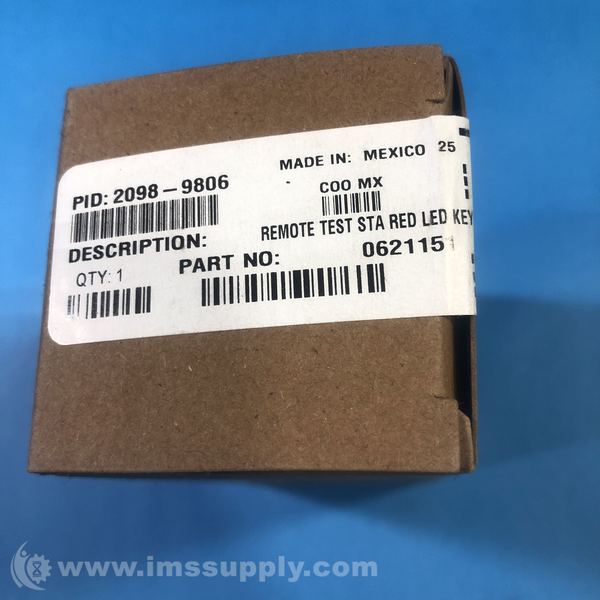 PID: 2098-9806
MADE IN: MEXICO 25
COO MX
DESCRIPTION: REMOTE TEST STA RED LED KEY
QTY: 1
PART NO: 062115
www.imssupply.com